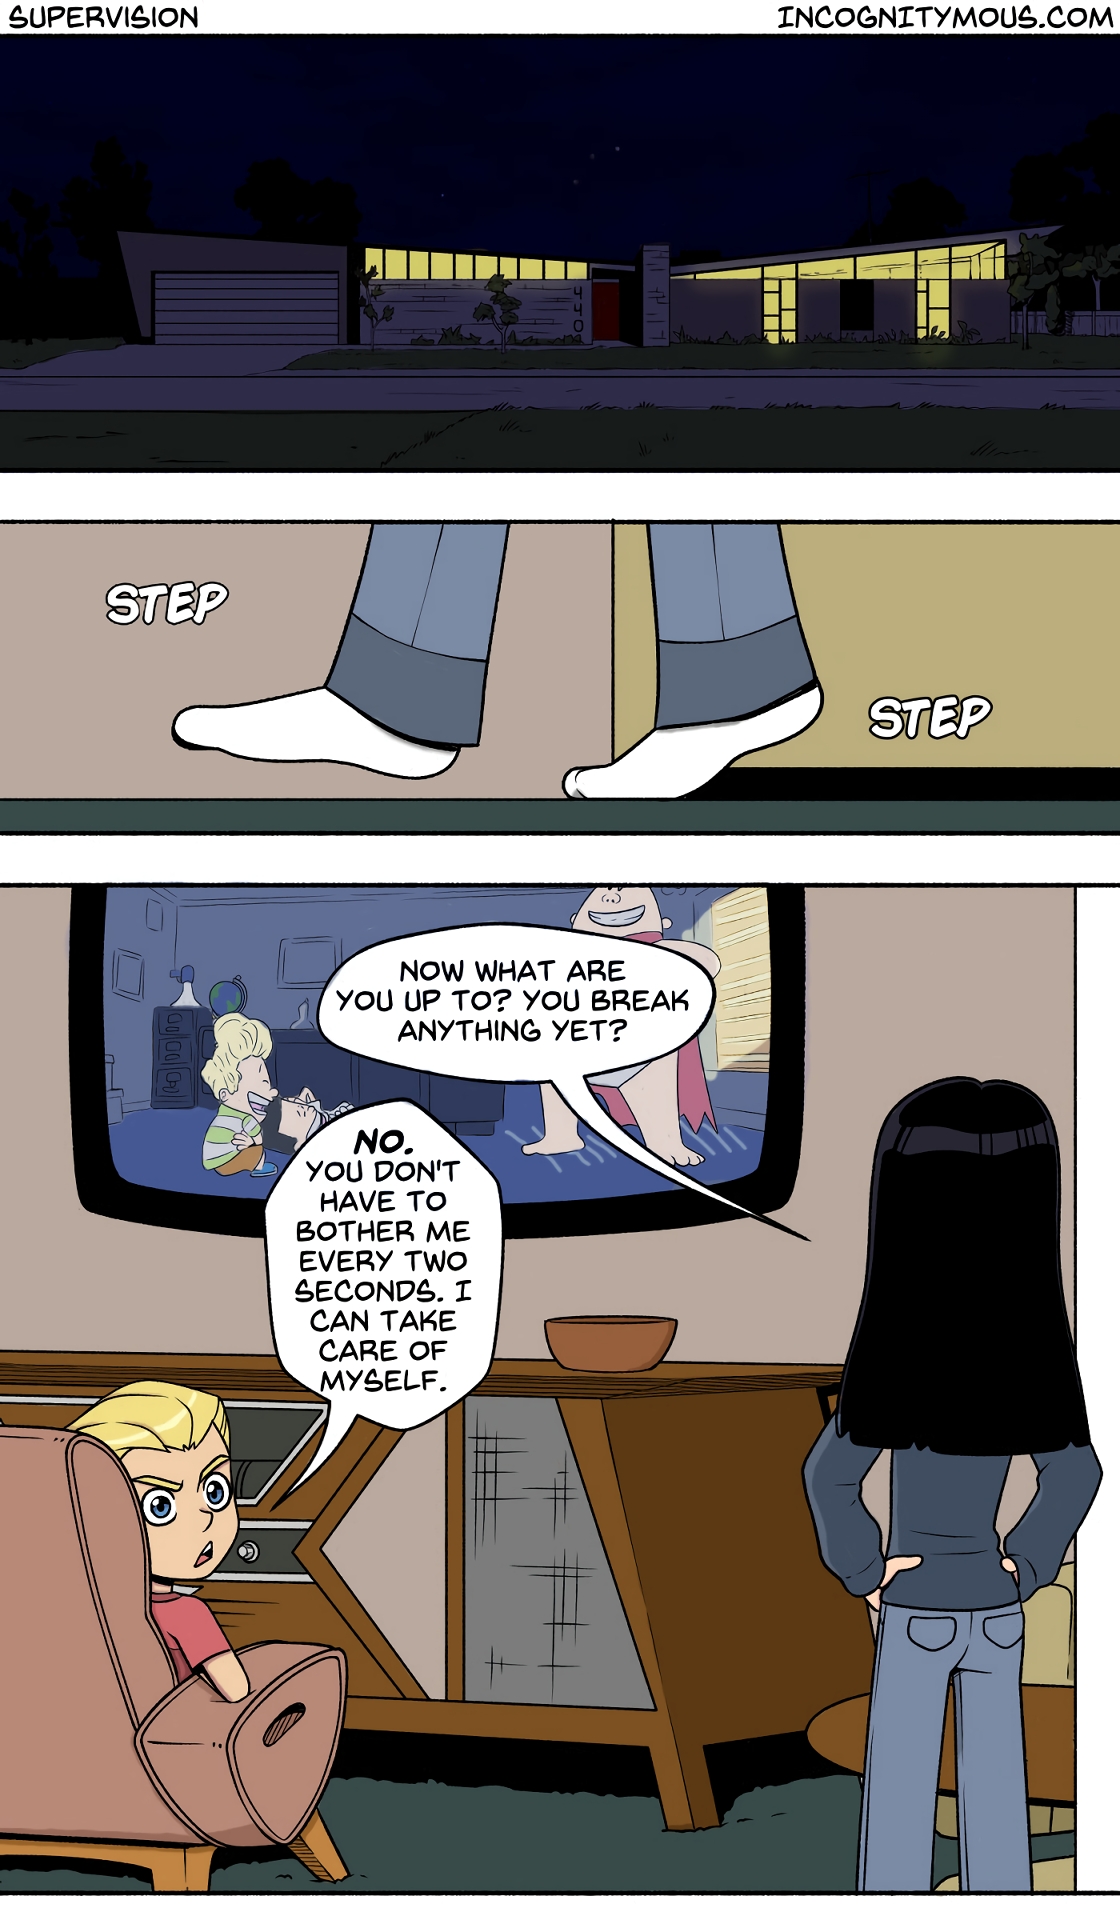 SUPERVISION
INCOGNITYMOUS.COM
STEP
STEP
NOW WHAT ARE
YOU UP TO? YOU BREAK
ANYTHING YET?
NO.
YOU DON'T
HAVE TO
BOTHER ME
EVERY TWO
SECONDS. I
CAN TAKE
CARE OF
MYSELF.